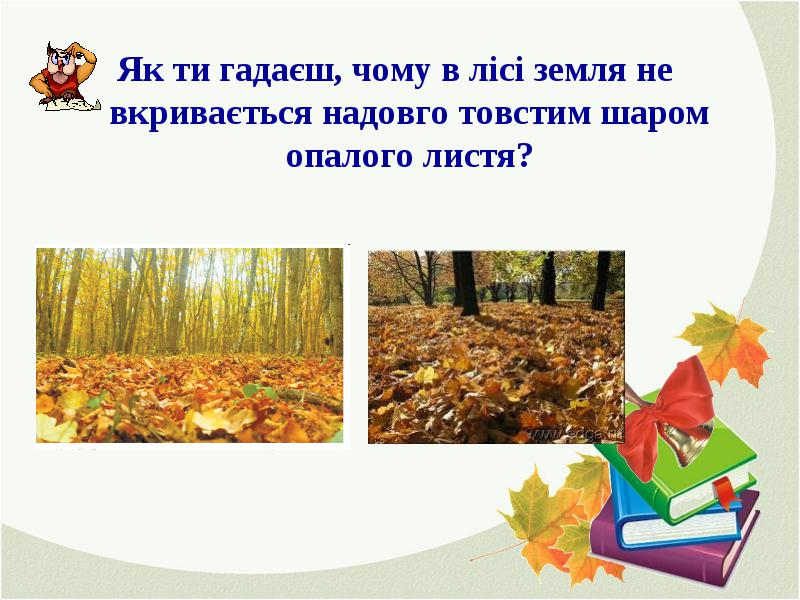 Як ти гадаєш, чому в лісі земля не
вкривається надовго товстим шаром
опалого листя?